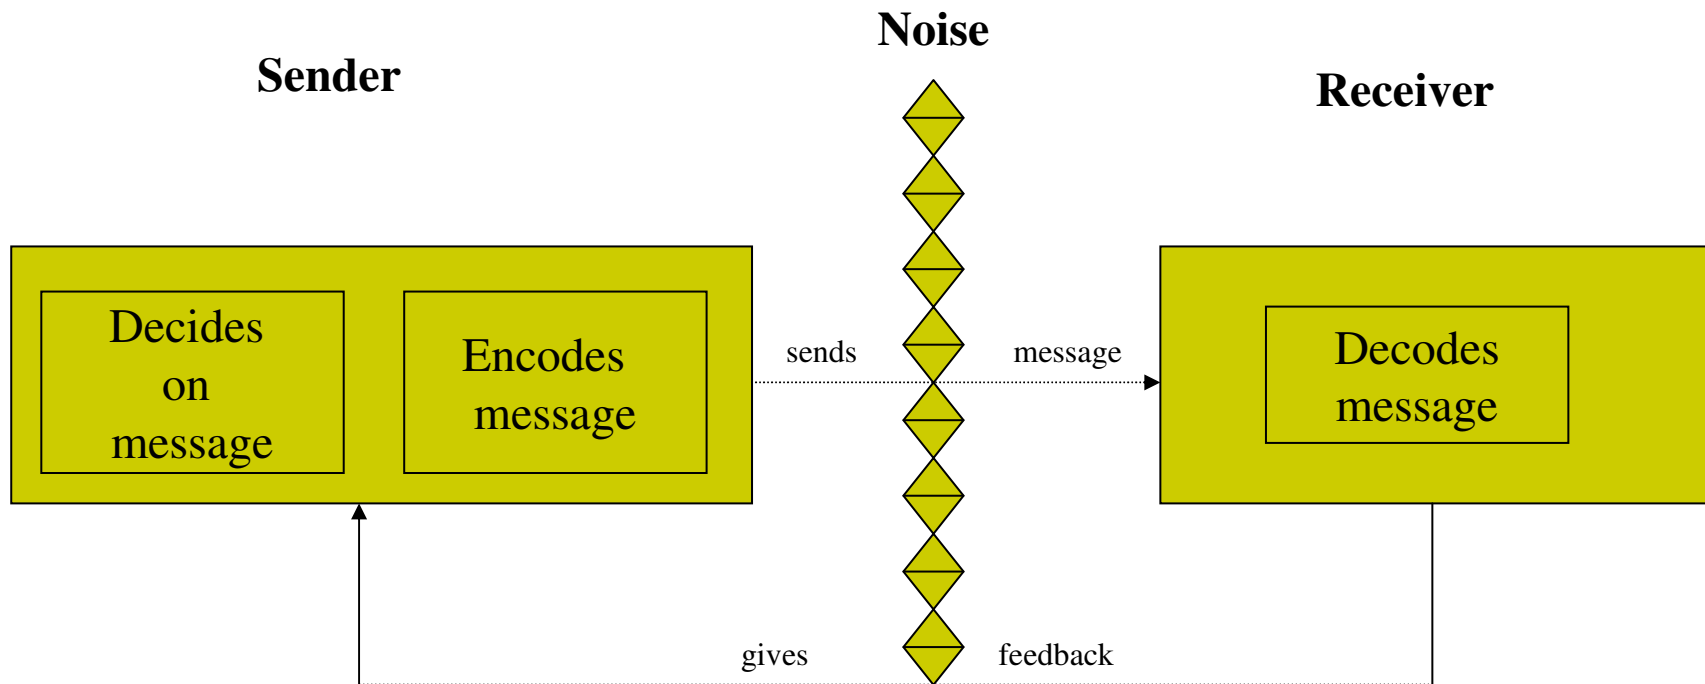 Noise
Sender
Receiver
Decides
on
message
Encodes
message
sends
message
Decodes
message
gives
feedback